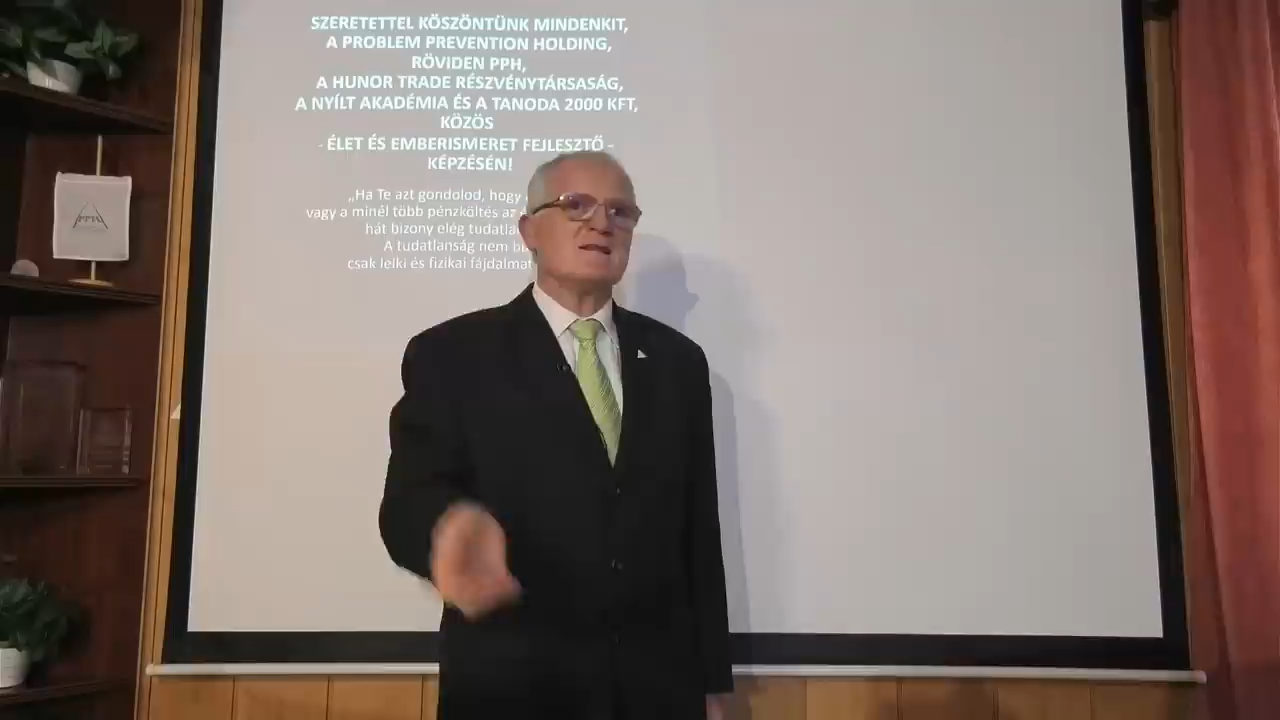 SZERETETTEL KÖSZÖNTÜNK MINDENKIT,
A PROBLEM PREVENTION HOLDING,
RÖVIDEN PPH,
A HUNOR TRADE RÉSZVÉNYTÁRSASÁG,
A NYÍLT AKADÉMIA ÉS A TANODA 2000 KFT,
KÖZÖS
- ÉLET ÉS EMBERISMERET FEJLESZTŐ -
KÉPZÉSÉN!
„Ha Te azt gondolod, hogy
vagy a minél több pénzköltés az
hát bizony elég
A tudatlanság nem
csak lelki és fizikai fájdalmat